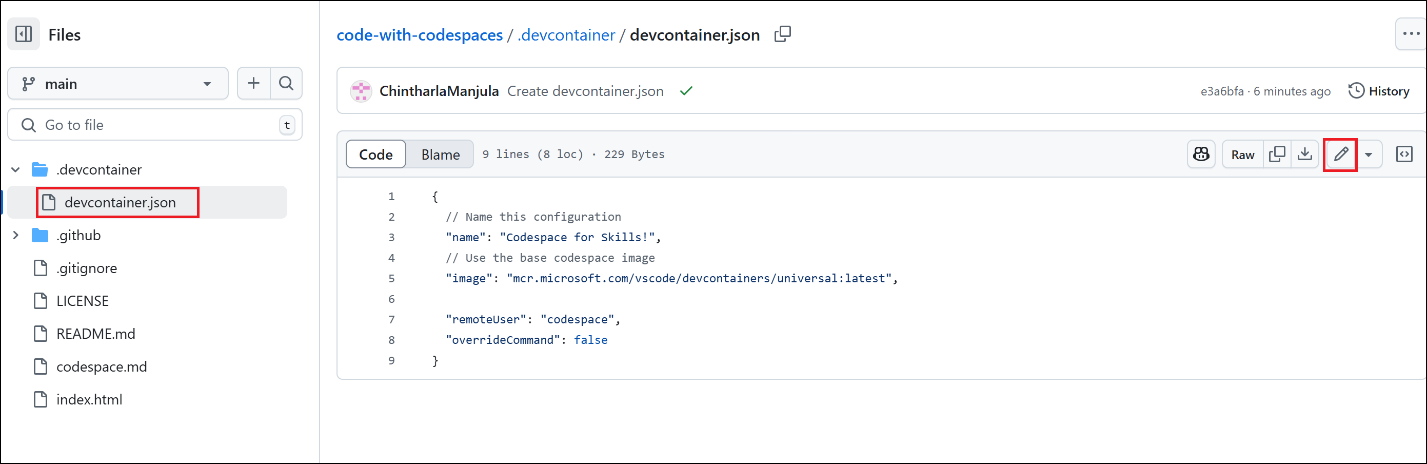 Files
main
Go to file
t
.devcontainer
devcontainer.json
.github
.gitignore
LICENSE
README.md
codespace.md
index.html
code-with-codespaces / .devcontainer / devcontainer.json
ChintharlaManjula Create devcontainer.json
e3a6bfa · 6 minutes ago
History
Code
Blame
9 lines (8 loc) · 229 Bytes
Raw
1 {
2 // Name this configuration
3 "name": "Codespace for Skills!",
4 // Use the base codespace image
5 "image": "mcr.microsoft.com/vscode/devcontainers/universal:latest",
6
7 "remoteUser": "codespace",
8 "overrideCommand": false
9 }